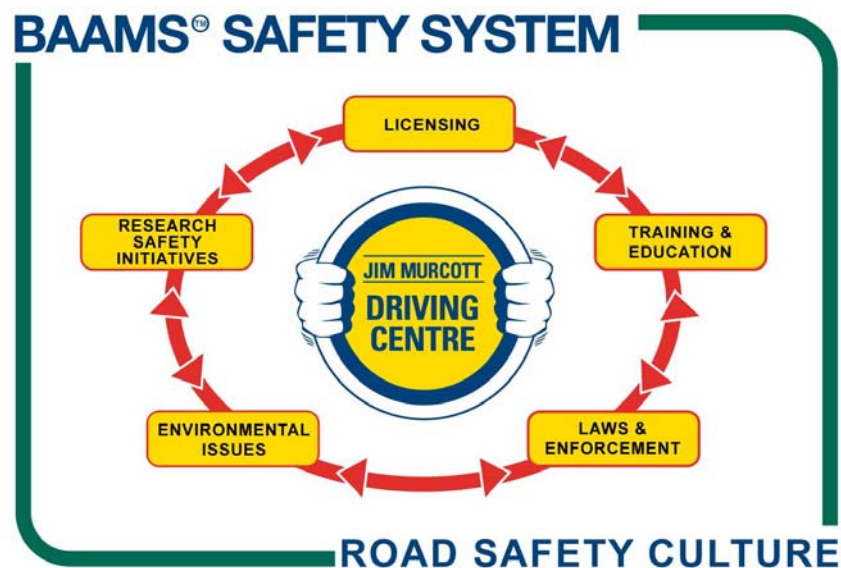 BAAMS™ SAFETY SYSTEM
LICENSING
RESEARCH
SAFETY
INITIATIVES
TRAINING &
EDUCATION
JIM MURCOTT
DRIVING
CENTRE
ENVIRONMENTAL
ISSUES
LAWS &
ENFORCEMENT
ROAD SAFETY CULTURE